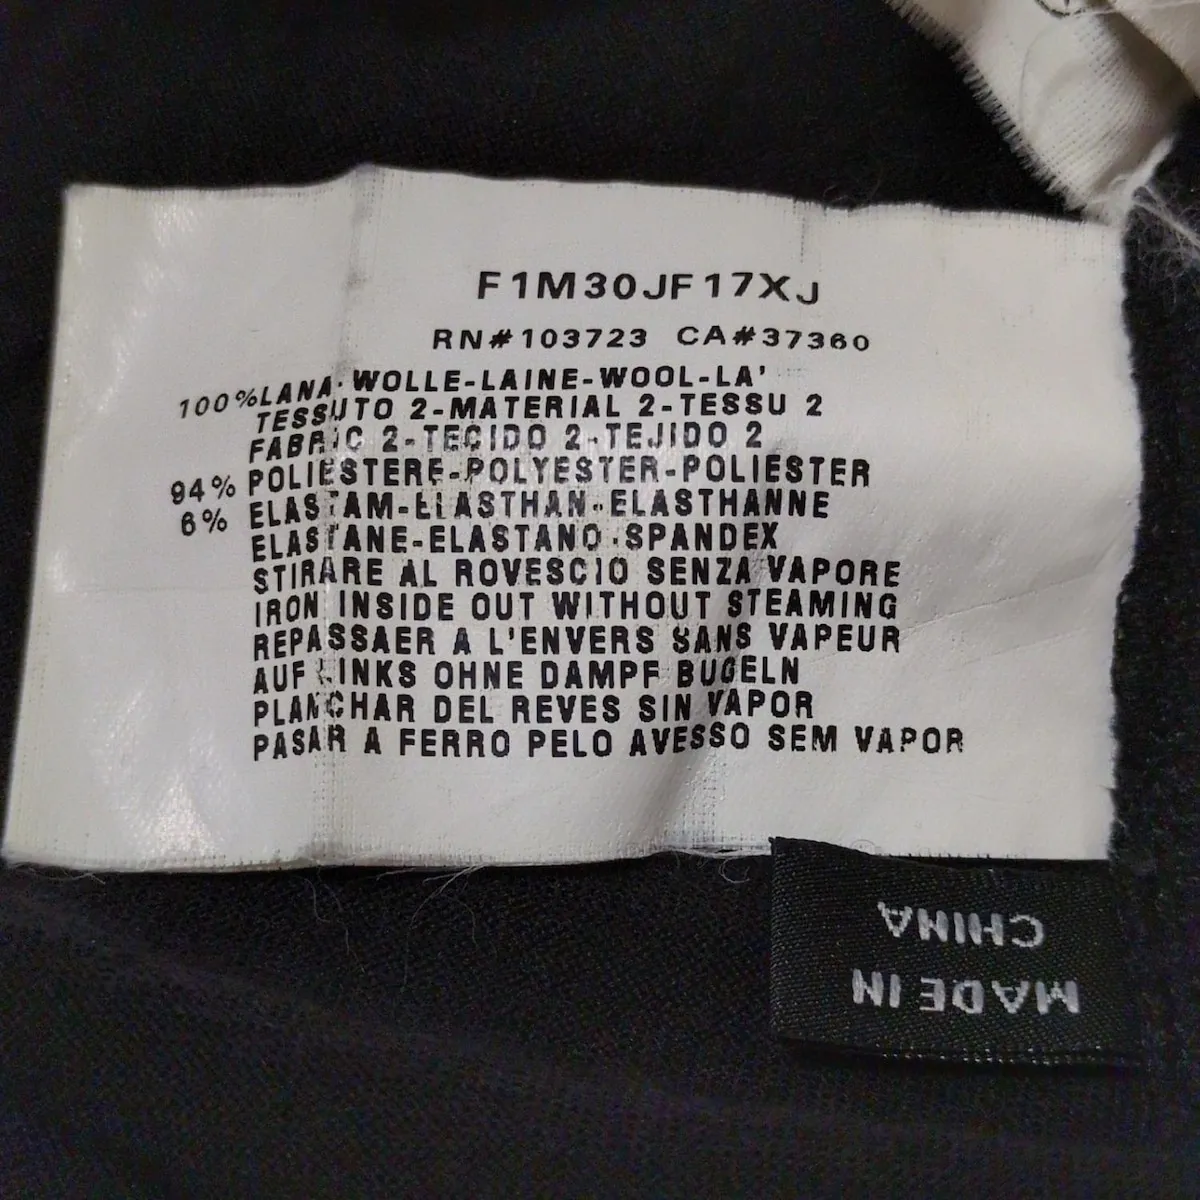 F1M30JF17XJ
RN#103723 CA#37360
100%LANA-WOLLE-LAINE-WOOL-LA'
TESSUTO 2-MATERIAL 2-TESSU 2
FABRIC 2-TECIDO 2-TEJIDO 2
94% POLIESTERE-POLYESTER-POLIESTER
6% ELASTAM-ELASTHAN-ELASTHANNE
ELASTANE-ELASTANO-SPANDEX
STIRARE AL ROVESCIO SENZA VAPORE
IRON INSIDE OUT WITHOUT STEAMING
REPASSAER A L'ENVERS SANS VAPEUR
AUF LINKS OHNE DAMPF BUGELN
PLANCHAR DEL REVES SIN VAPOR
PASAR A FERRO PELO AVESSO SEM VAPOR
MADE IN
CHINA